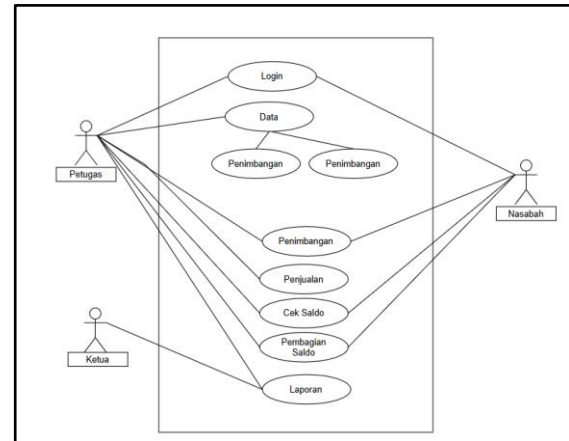 Login
Data
Penimbangan
Penimbangan
Petugas
Nasabah
Penimbangan
Penjualan
Cek Saldo
Pembagian
Saldo
Ketua
Laporan